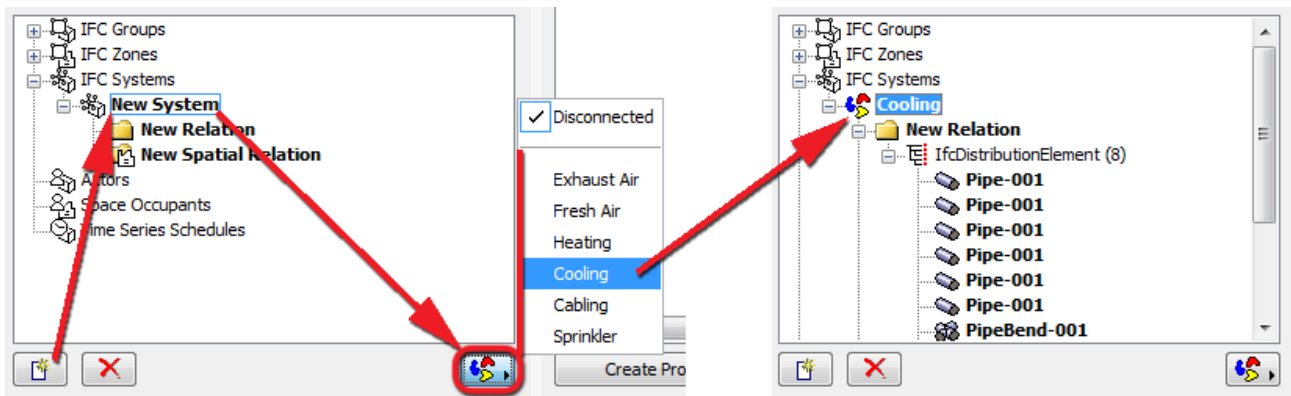 IFC Groups
IFC Zones
IFC Systems
New System
New Relation
New Spatial Relation
Actors
Space Occupants
Time Series Schedules
Disconnected
Exhaust Air
Fresh Air
Heating
Cooling
Cabling
Sprinkler
Create Pro
IFC Groups
IFC Zones
IFC Systems
Cooling
New Relation
IfcDistributionElement (8)
Pipe-001
Pipe-001
Pipe-001
Pipe-001
Pipe-001
Pipe-001
PipeBend-001